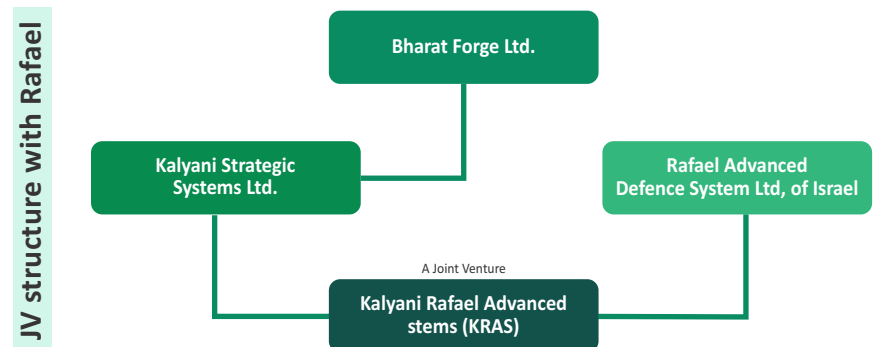 JV structure with Rafael
Bharat Forge Ltd.
Kalyani Strategic
Systems Ltd.
Rafael Advanced
Defence System Ltd, of Israel
A Joint Venture
Kalyani Rafael Advanced
stems (KRAS)